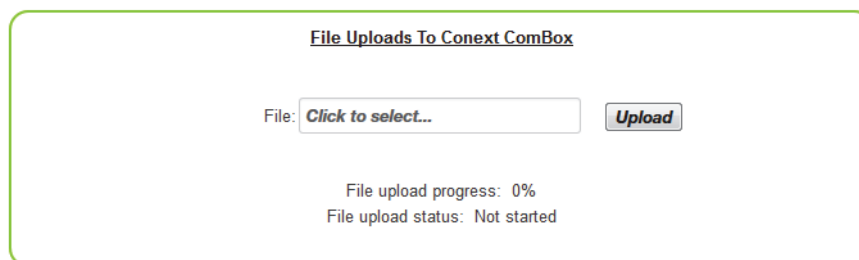 File Uploads To Conext ComBox
File: Click to select... Upload
File upload progress: 0%
File upload status: Not started